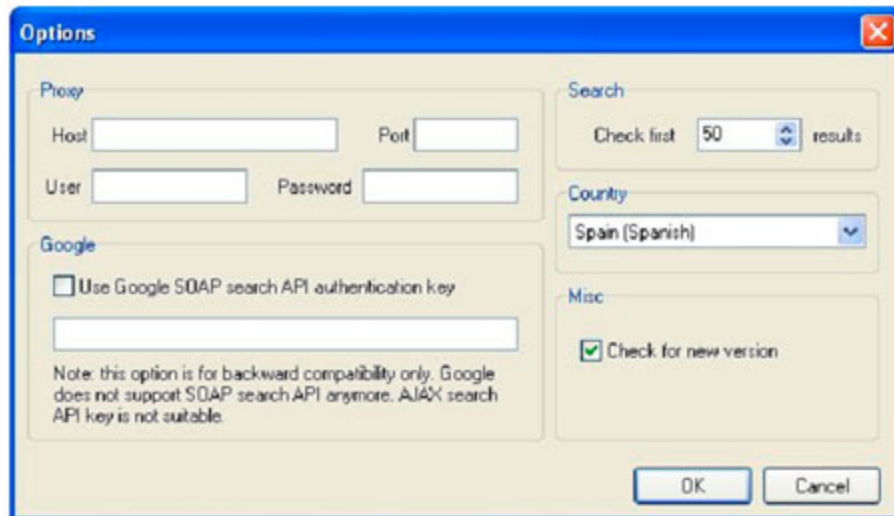 Options
Proxy
Host
Port
User
Password
Google
Use Google SOAP search API authentication key
Note: this option is for backward compatibility only. Google
does not support SOAP search API anymore. AJAX search
API key is not suitable.
Search
Check first 50 results
Country
Spain (Spanish)
Misc
Check for new version
OK
Cancel